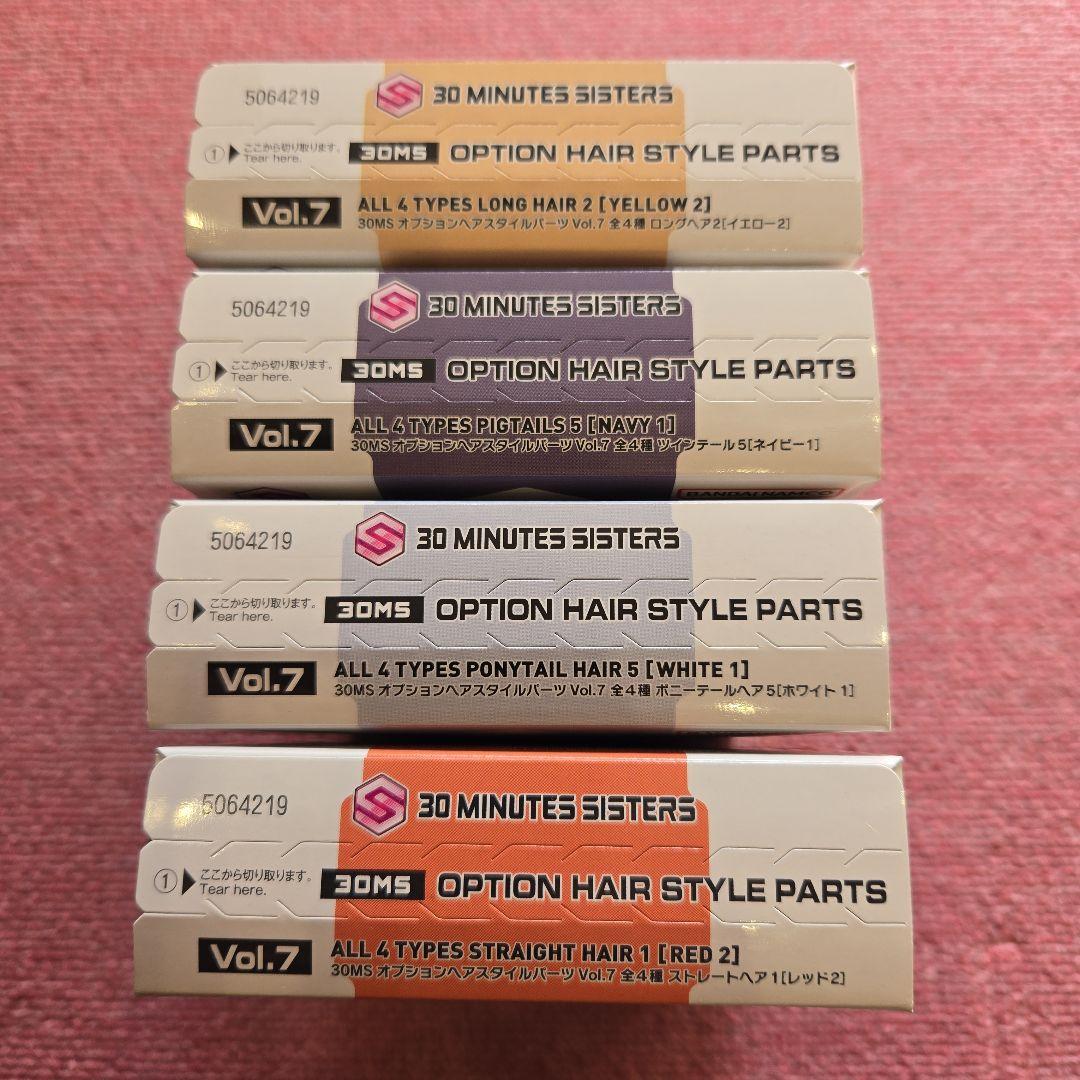 5064219
30 MINUTES SISTERS
① ▶ ここから切り取ります。
Tear here.
30MS OPTION HAIR STYLE PARTS
Vol.7
ALL 4 TYPES LONG HAIR 2 [YELLOW 2]
30MS オプションヘアスタイルパーツ Vol.7 全4種 ロングヘア2[イエロー2]
5064219
30 MINUTES SISTERS
① ▶ ここから切り取ります。
Tear here.
30MS OPTION HAIR STYLE PARTS
Vol.7
ALL 4 TYPES PIGTAILS 5 [NAVY 1]
30MS オプションヘアスタイルパーツ Vol.7 全4種 ツインテール5[ネイビー1]
BANDAI NAMCO
5064219
30 MINUTES SISTERS
① ▶ ここから切り取ります。
Tear here.
30MS OPTION HAIR STYLE PARTS
Vol.7
ALL 4 TYPES PONYTAIL HAIR 5 [WHITE 1]
30MS オプションヘアスタイルパーツ Vol.7 全4種 ポニーテールヘア5[ホワイト1]
5064219
30 MINUTES SISTERS
① ▶ ここから切り取ります。
Tear here.
30MS OPTION HAIR STYLE PARTS
Vol.7
ALL 4 TYPES STRAIGHT HAIR 1 [RED 2]
30MS オプションヘアスタイルパーツ Vol.7 全4種 ストレートヘア1[レッド2]